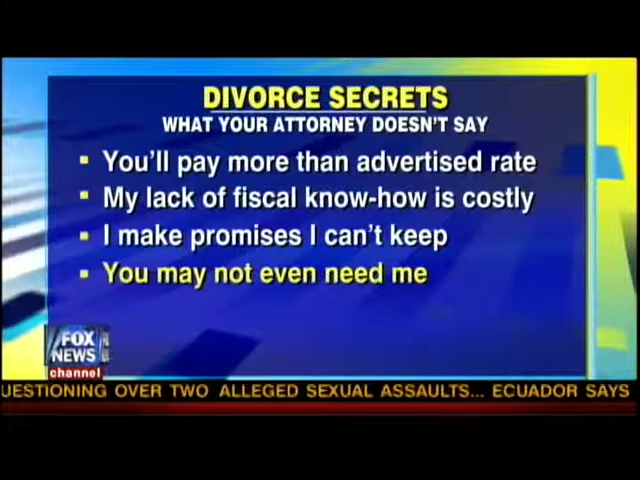 DIVORCE SECRETS
WHAT YOUR ATTORNEY DOESN'T SAY
You'll pay more than advertised rate
My lack of fiscal know-how is costly
I make promises I can't keep
You may not even need me
FOX
NEWS
channel
UESTIONING OVER TWO ALLEGED SEXUAL ASSAULTS... ECUADOR SAYS